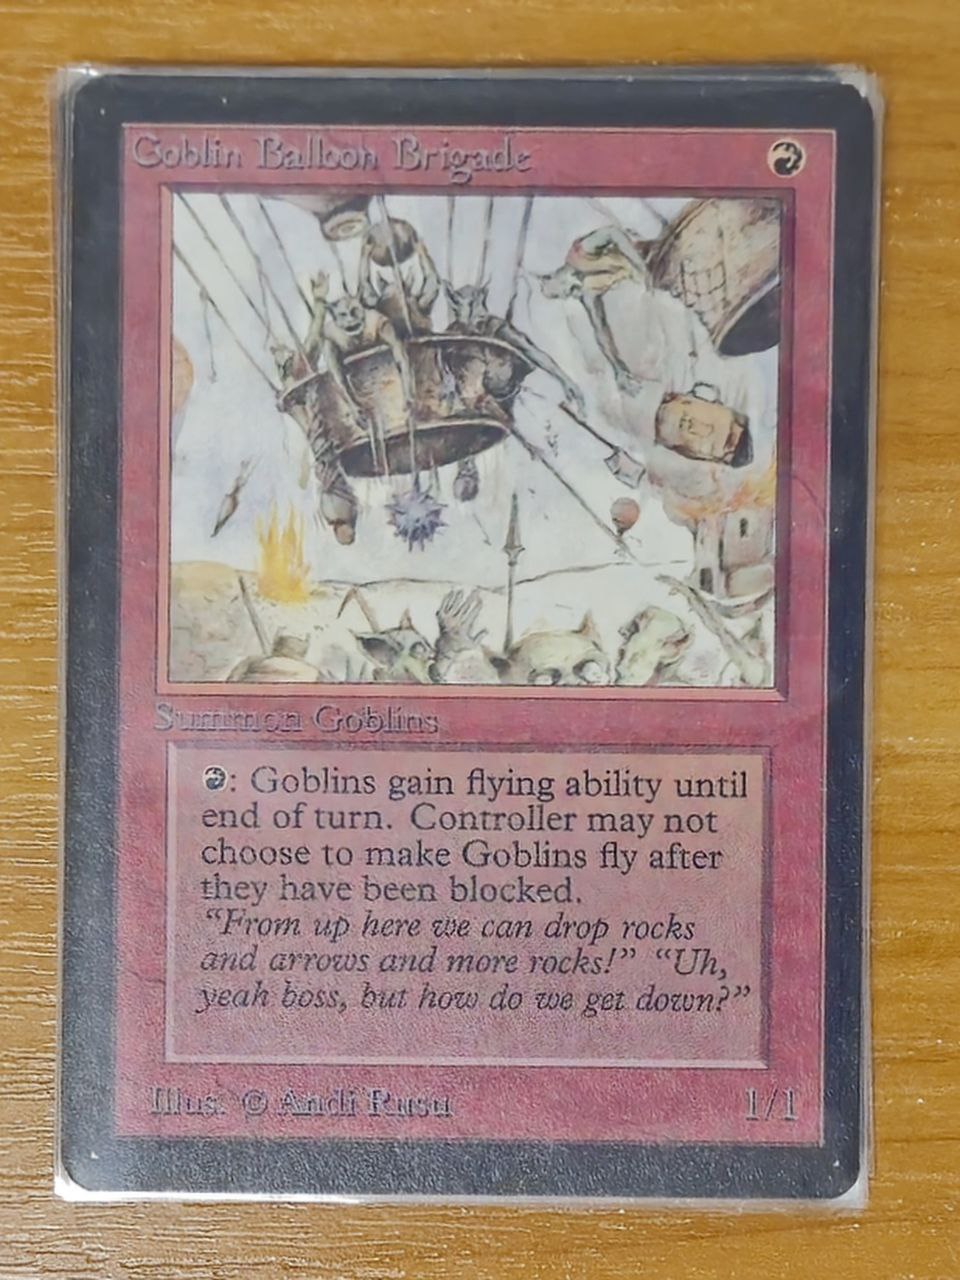 Goblin Balloon Brigade
Summon Goblins
: Goblins gain flying ability until
end of turn. Controller may not
choose to make Goblins fly after
they have been blocked.
“From up here we can drop rocks
and arrows and more rocks!” “Uh,
yeah boss, but how do we get down?”
Illus. © Andi Rusu
1/1